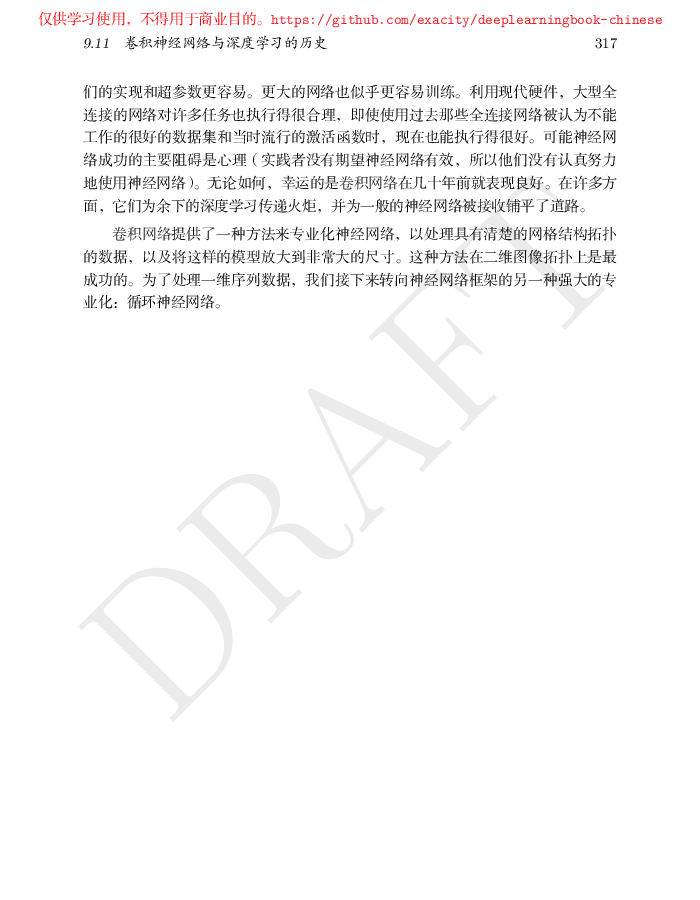 仅供学习使用，不得用于商业目的。https://github.com/exacity/deeplearningbook-chinese
9.11 卷积神经网络与深度学习的历史 317
们的实现和超参数更容易。更大的网络也似乎更容易训练。利用现代硬件，大型全
连接的网络对许多任务也执行得很合理，即使使用过去那些全连接网络被认为不能
工作的很好的数据集和当时流行的激活函数时，现在也能执行得很好。可能神经网
络成功的主要阻碍是心理（实践者没有期望神经网络有效，所以他们没有认真努力
地使用神经网络）。无论如何，幸运的是卷积网络在几十年前就表现良好。在许多方
面，它们为余下的深度学习传递火炬，并为一般的神经网络被接收铺平了道路。
卷积网络提供了一种方法来专业化神经网络，以处理具有清楚的网格结构拓扑
的数据，以及将这样的模型放大到非常大的尺寸。这种方法在二维图像拓扑上是最
成功的。为了处理一维序列数据，我们接下来转向神经网络框架的另一种强大的专
业化：循环神经网络。
DRAFT